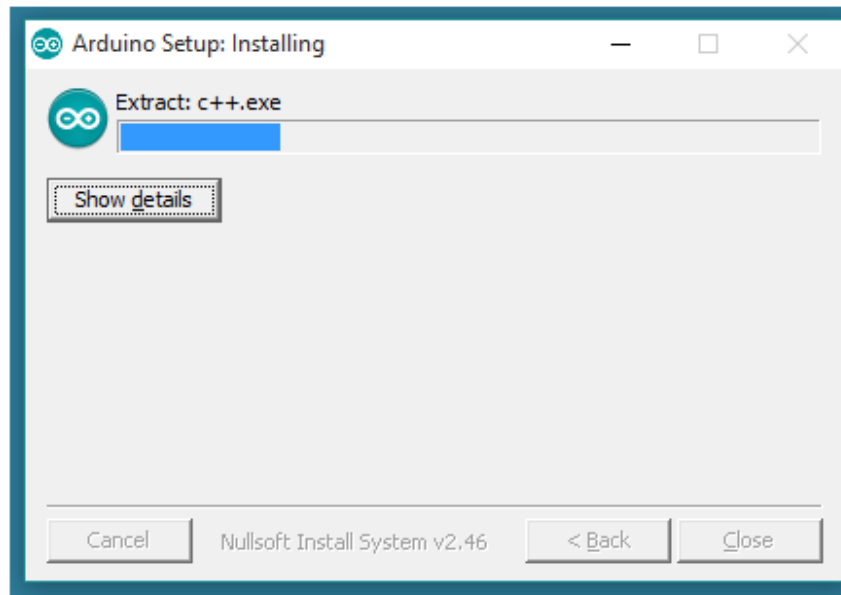 Arduino Setup: Installing
Extract: c++.exe
Show details
Cancel
Nullsoft Install System v2.46
< Back
Close